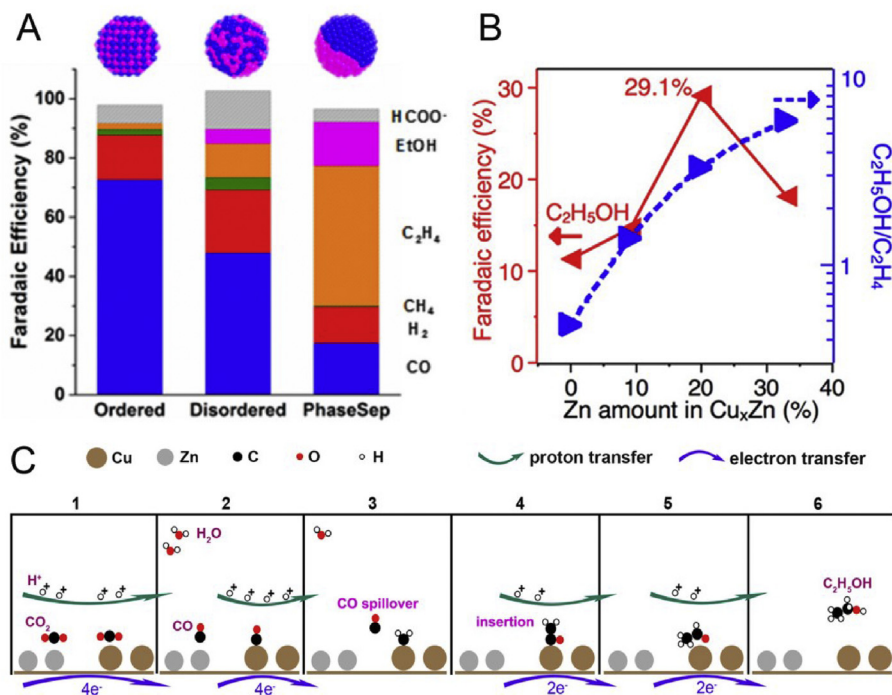 A
Faradaic Efficiency (%)
100
80
60
40
20
0
HCOO⁻
EtOH
C₂H₄
CH₄
H₂
CO
Ordered Disordered PhaseSep
B
Faradaic efficiency (%)
30
20
10
0
29.1%
C₂H₅OH
10
1
C₂H₅OH/C₂H₄
0 10 20 30
Zn amount in CuₓZn (%)
C
Cu Zn C O H proton transfer electron transfer
1 2 3 4 5 6
H⁺
CO₂
4e⁻
H₂O
CO
4e⁻
CO spillover
insertion
2e⁻
2e⁻
C₂H₅OH
+ + + +
+ + + +
+ +
+ +